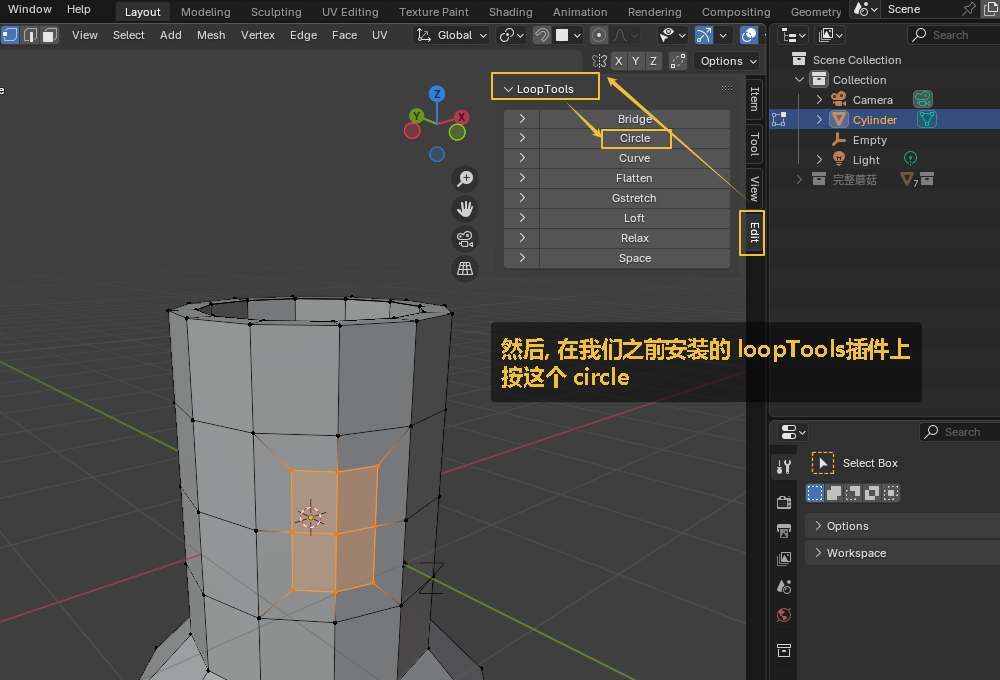 Window Help
Layout Modeling Sculpting UV Editing Texture Paint Shading Animation Rendering Compositing Geometry
Scene
View Select Add Mesh Vertex Edge Face UV
Global
Search
X Y Z Options
Scene Collection
Collection
Camera
Cylinder
Empty
Light
完整蘑菇
7
Z
Y
X
LoopTools
Bridge
Circle
Curve
Flatten
Gstretch
Loft
Relax
Space
Item
Tool
View
Edit
然后, 在我们之前安装的 loopTools插件上
按这个 circle
Search
Select Box
Options
Workspace